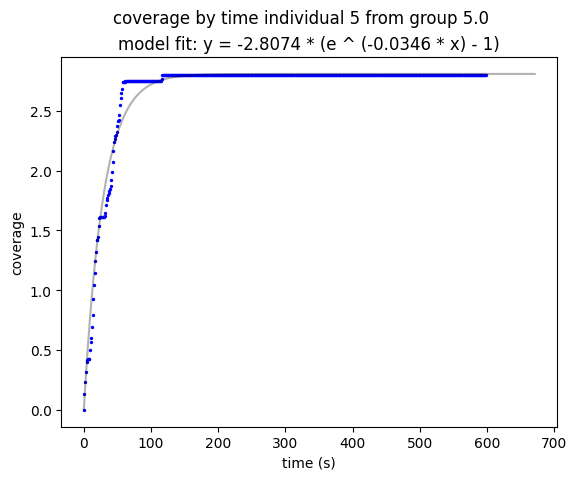 coverage by time individual 5 from group 5.0
model fit: y = -2.8074 * (e ^ (-0.0346 * x) - 1)
2.5
2.0
1.5
1.0
0.5
0.0
coverage
0 100 200 300 400 500 600 700
time (s)